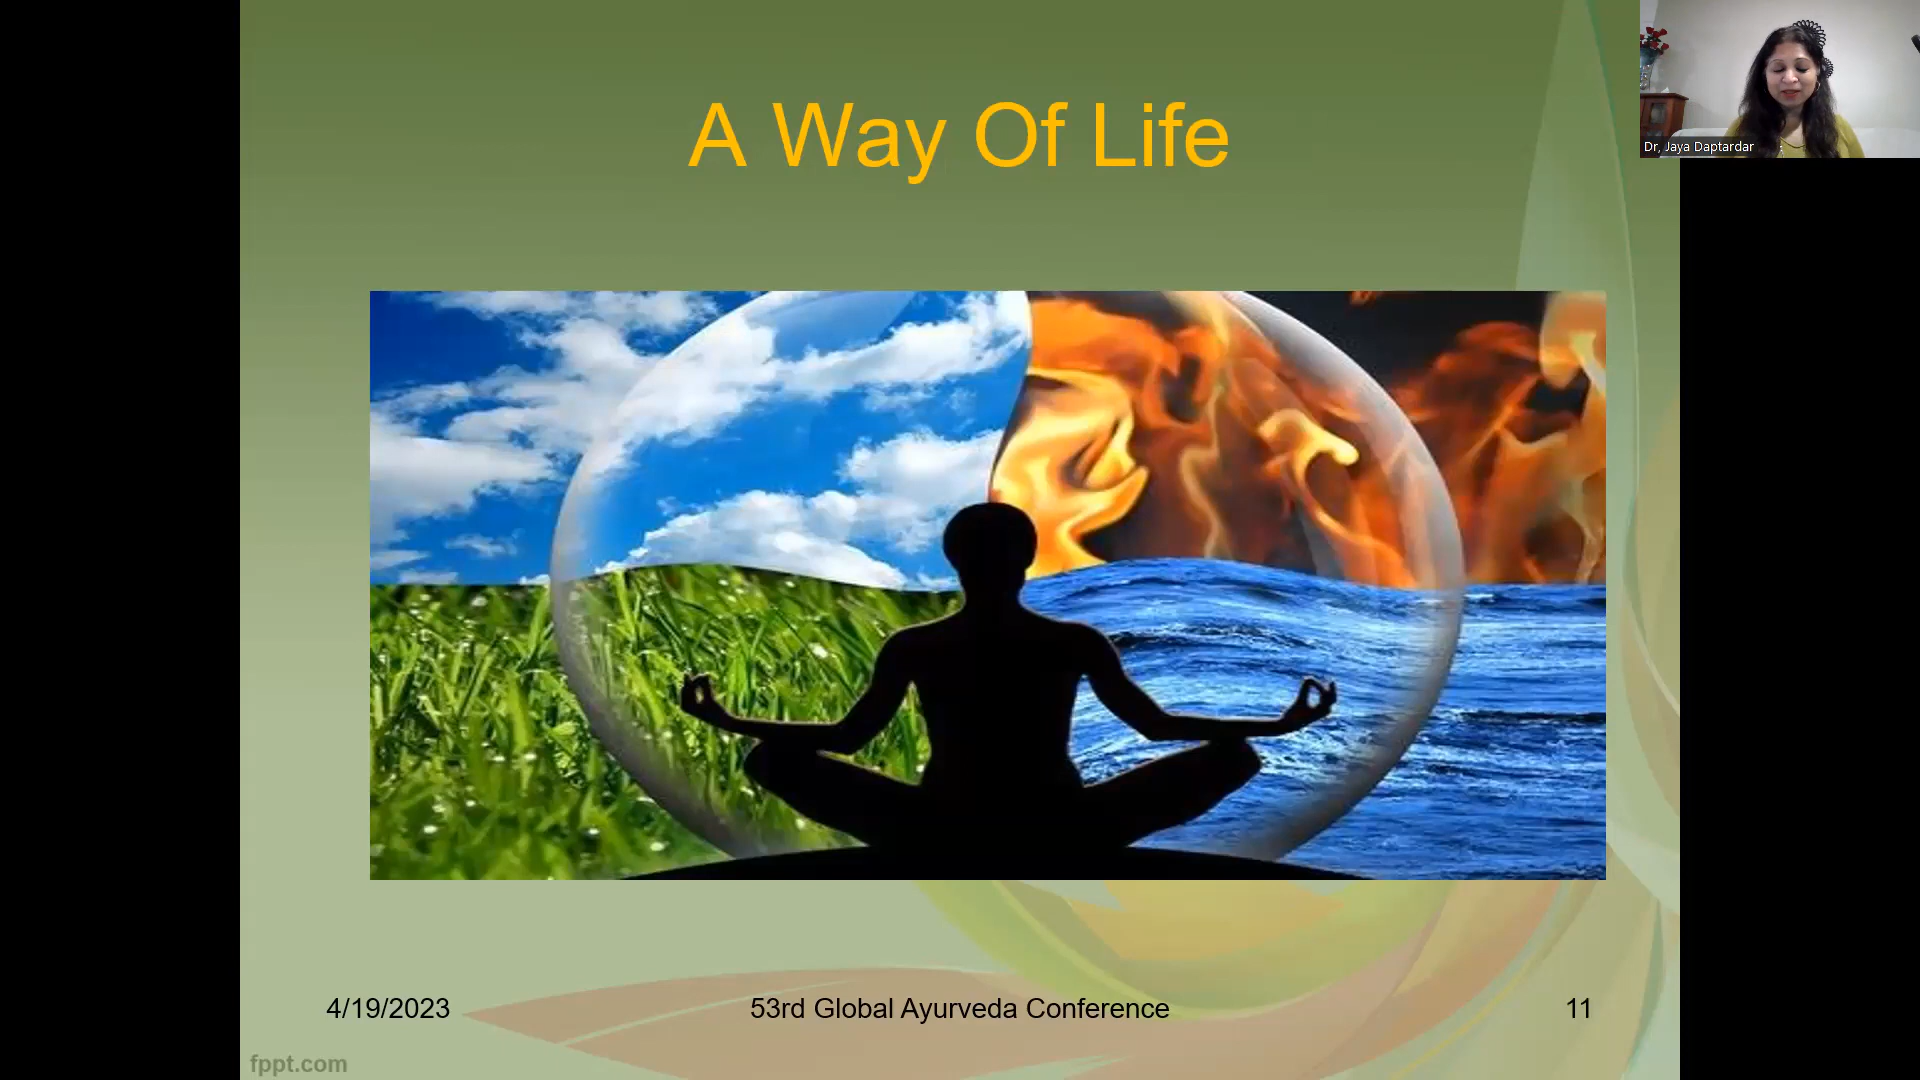 A Way Of Life
Dr, Jaya Daptardar
4/19/2023
53rd Global Ayurveda Conference
11
fppt.com